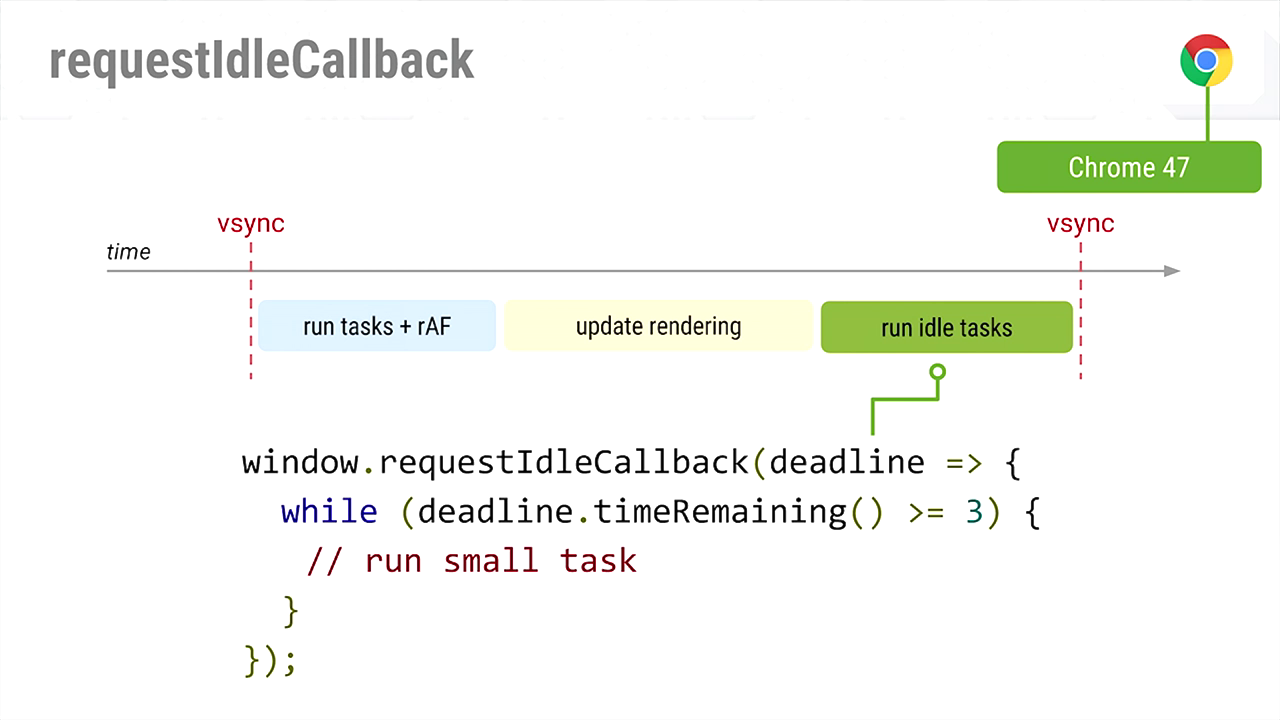 requestIdleCallback
Chrome 47
vsync vsync
time
run tasks + rAF update rendering run idle tasks
window.requestIdleCallback(deadline => {
while (deadline.timeRemaining() >= 3) {
// run small task
}
});